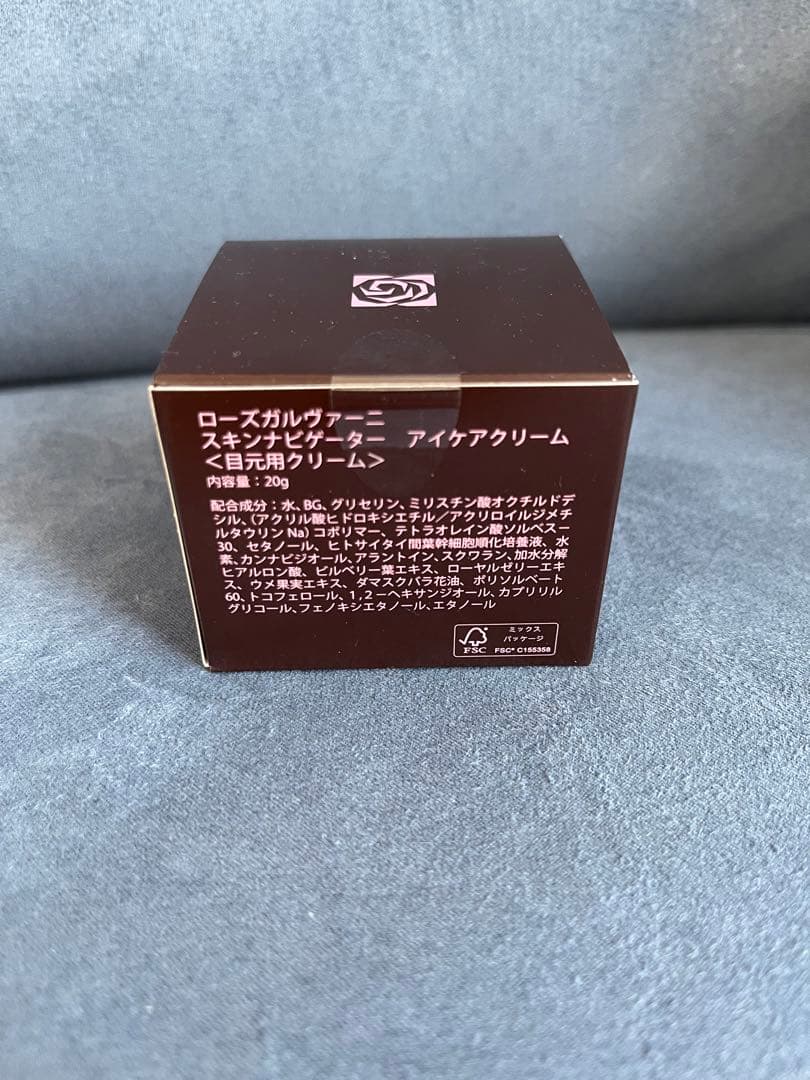 ローズガルヴァーニ
スキンナビゲーター　アイケアクリーム
＜目元用クリーム＞
内容量：20g
配合成分：水、BG、グリセリン、ミリスチン酸オクチルドデ
シル、（アクリル酸ヒドロキシエチル／アクリロイルジメチ
ルタウリン Na）コポリマー、テトラオレイン酸ソルベスー
30、セタノール、ヒトサイタイ間葉幹細胞順化培養液、水
素、カンナビジオール、アラントイン、スクワラン、加水分解
ヒアルロン酸、ビルベリー葉エキス、ローヤルゼリーエキ
ス、ウメ果実エキス、ダマスクバラ花油、ポリソルベート
60、トコフェロール、1，2－ヘキサンジオール、カプリリル
グリコール、フェノキシエタノール、エタノール
FSC
ミックス
パッケージ
FSC® C155358